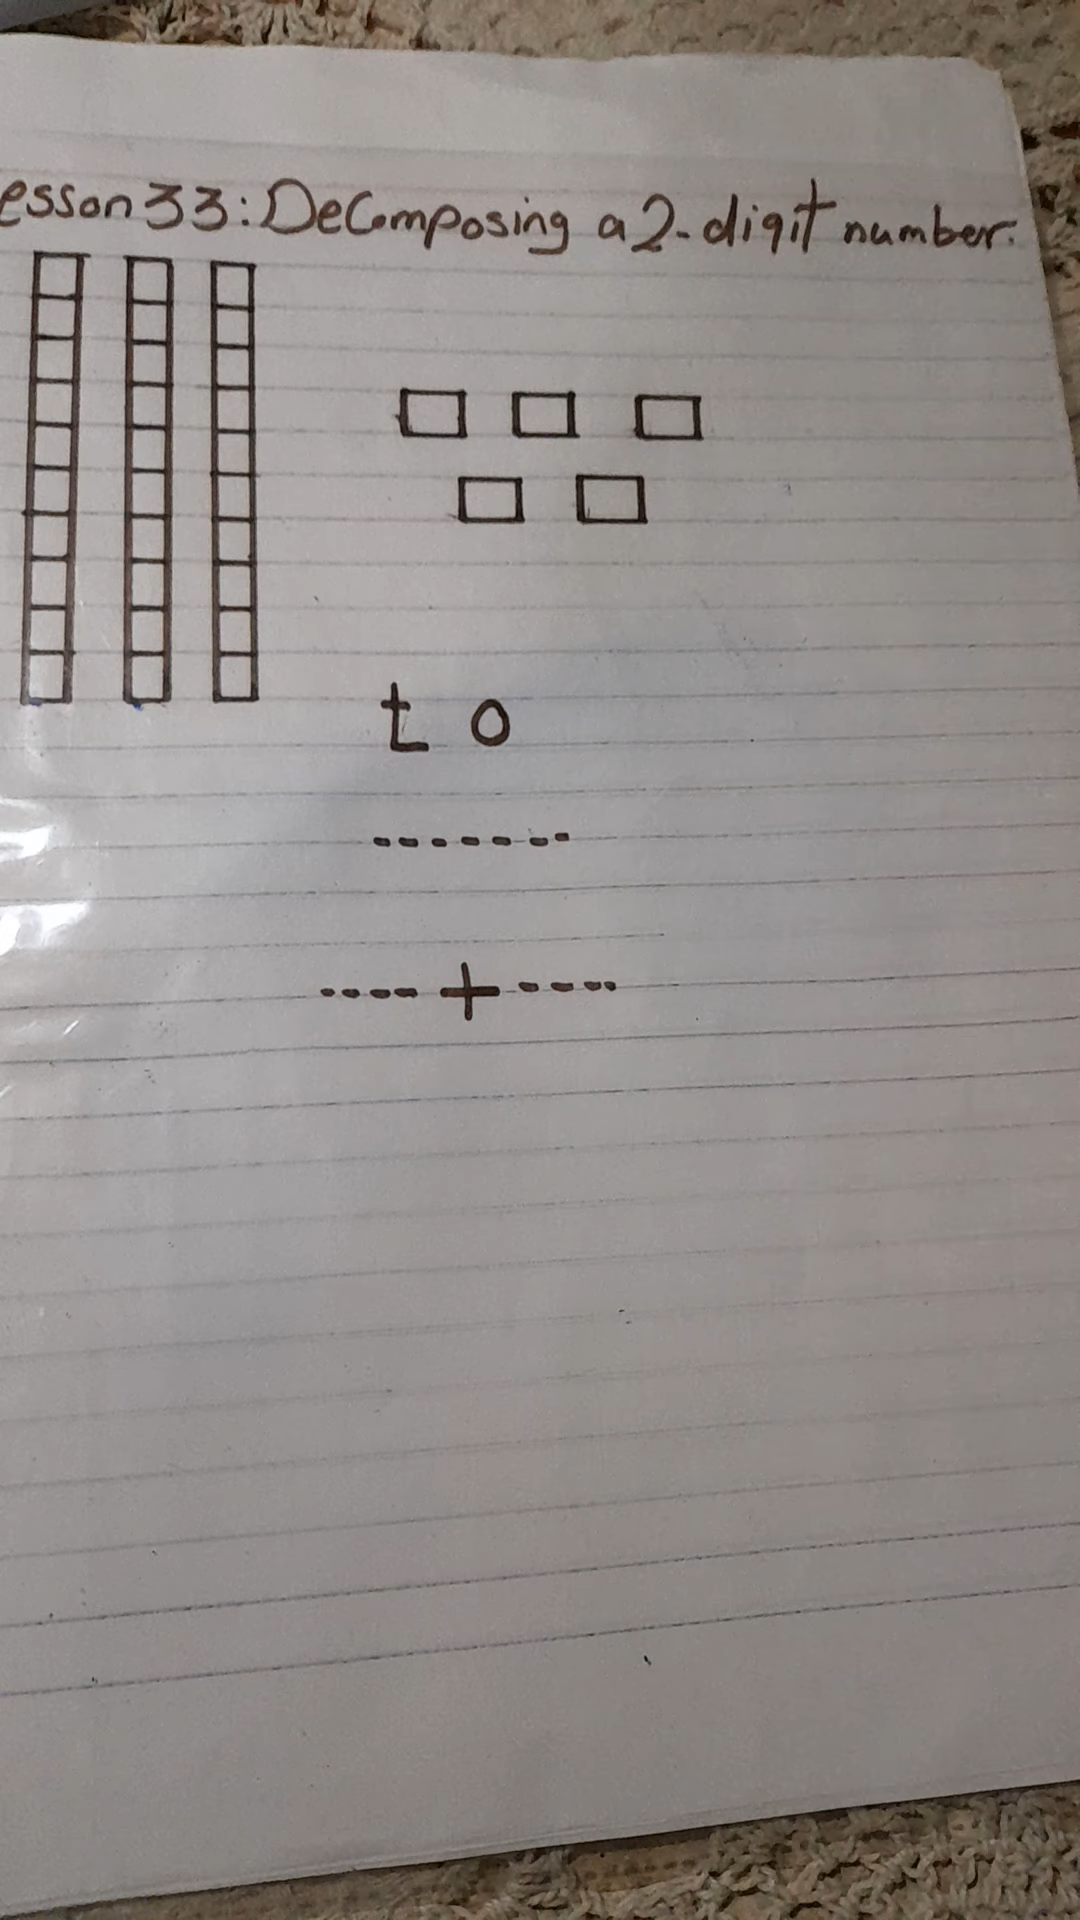 esson 33: Decomposing a 2-digit number.
t o
------- 
---- + ----